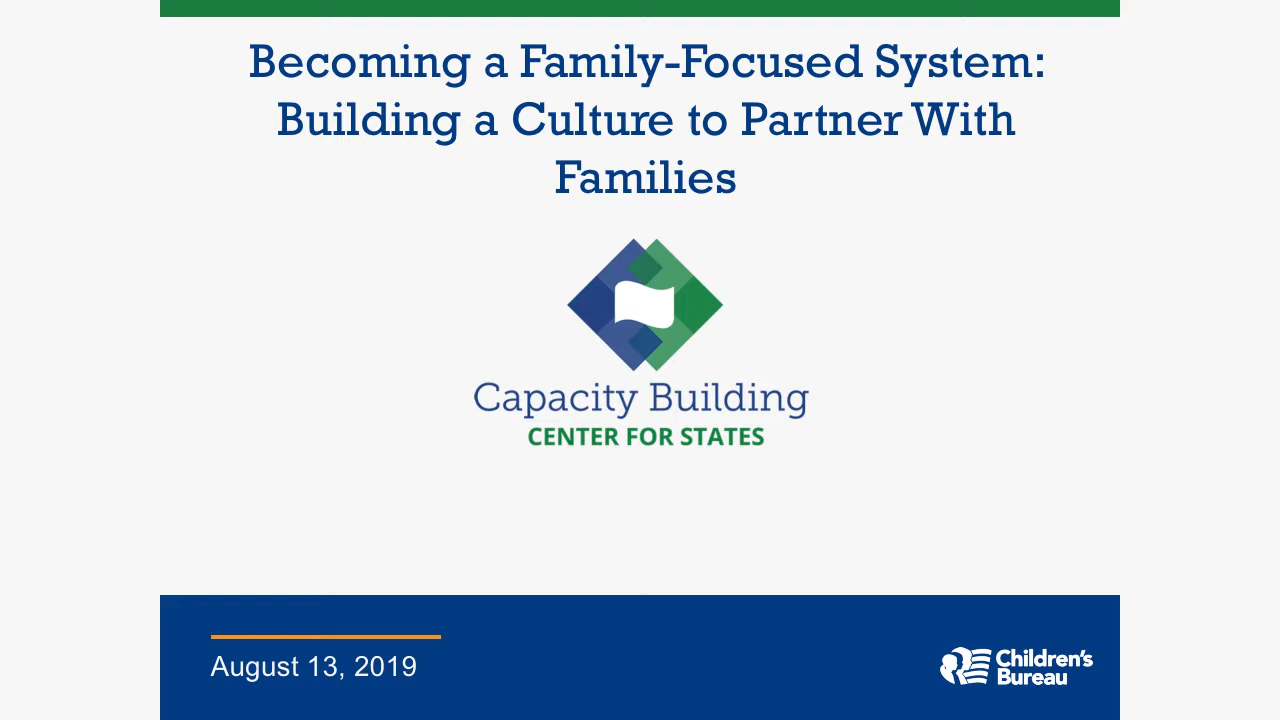 Becoming a Family-Focused System:
Building a Culture to Partner With
Families
Capacity Building
CENTER FOR STATES
August 13, 2019
Children's
Bureau